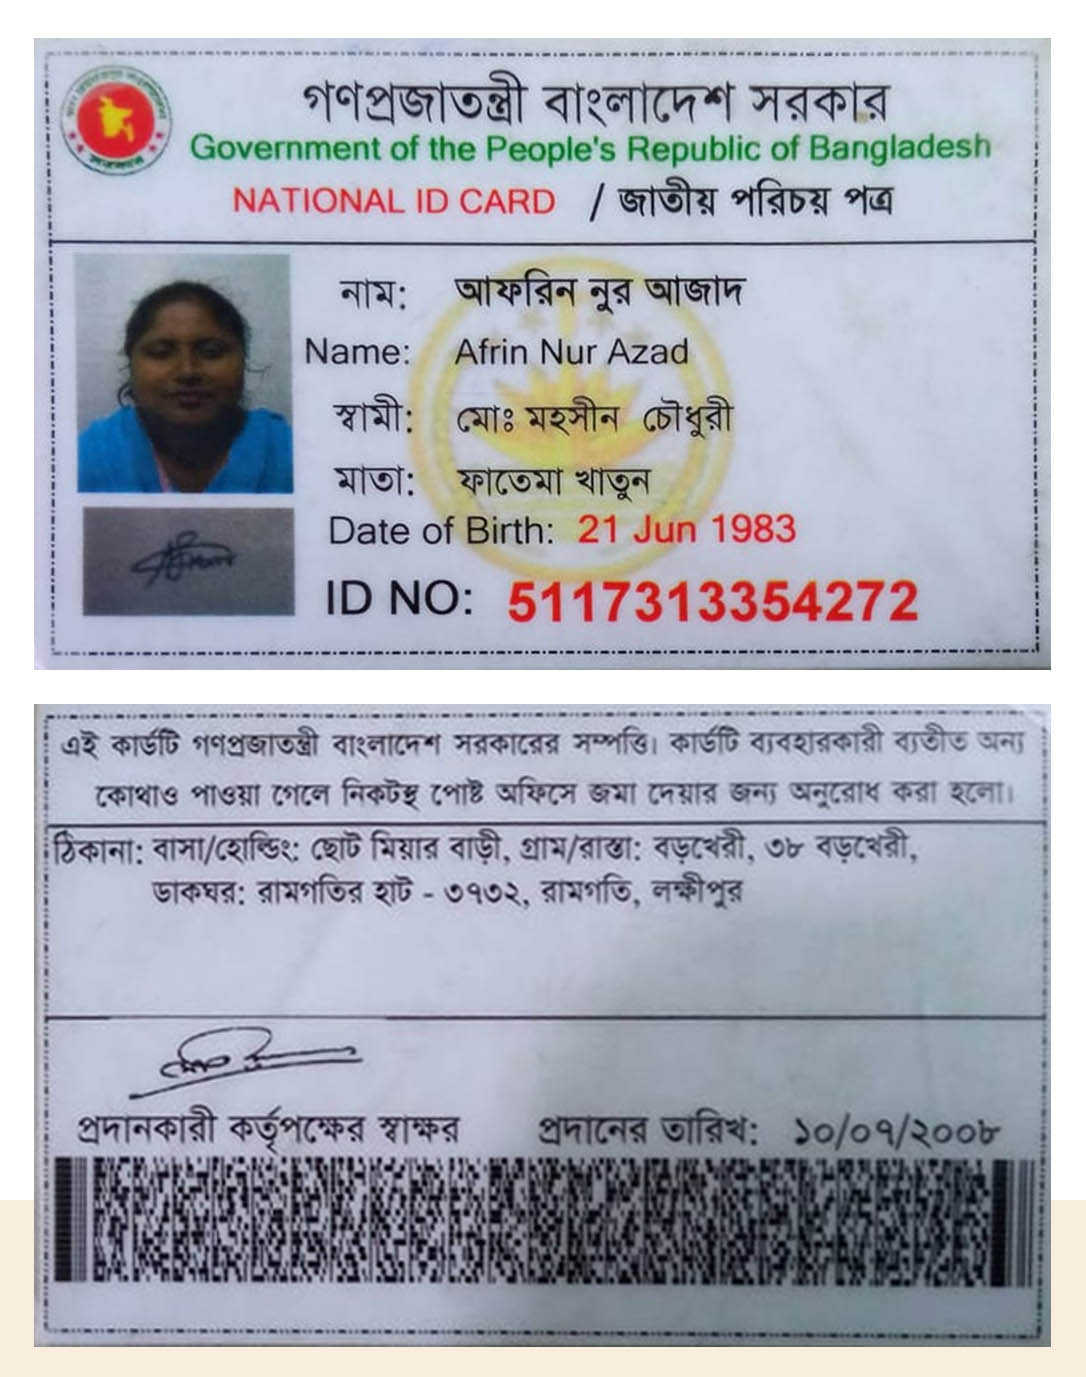 গণপ্রজাতন্ত্রী বাংলাদেশ সরকার
Government of the People's Republic of Bangladesh
NATIONAL ID CARD / জাতীয় পরিচয় পত্র
নাম: আফরিন নুর আজাদ
Name: Afrin Nur Azad
স্বামী: মোঃ মহসীন চৌধুরী
মাতা: ফাতেমা খাতুন
Date of Birth: 21 Jun 1983
ID NO: 5117313354272
এই কার্ডটি গণপ্রজাতন্ত্রী বাংলাদেশ সরকারের সম্পত্তি। কার্ডটি ব্যবহারকারী ব্যতীত অন্য
কোথাও পাওয়া গেলে নিকটস্থ পোষ্ট অফিসে জমা দেয়ার জন্য অনুরোধ করা হলো।
ঠিকানা: বাসা/হোল্ডিং: ছোট মিয়ার বাড়ী, গ্রাম/রাস্তা: বড়খেরী, ৩৮ বড়খেরী,
ডাকঘর: রামগতির হাট - ৩৭৩২, রামগতি, লক্ষীপুর
প্রদানকারী কর্তৃপক্ষের স্বাক্ষর প্রদানের তারিখ: ১০/০৭/২০০৮